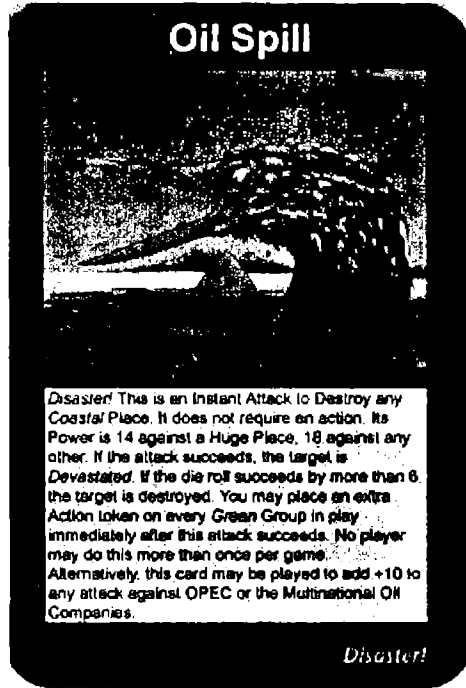 Oil Spill
Disaster! This is an Instant Attack to Destroy any
Coastal Place. It does not require an action. Its
Power is 14 against a Huge Place, 18 against any
other. If the attack succeeds, the target is
Devastated. If the die roll succeeds by more than 6
the target is destroyed. You may place an extra
Action token on every Green Group in play
immediately after this attack succeeds. No player
may do this more than once per game.
Alternatively, this card may be played to add +10 to
any attack against OPEC or the Multinational Oil
Companies.
Disaster!